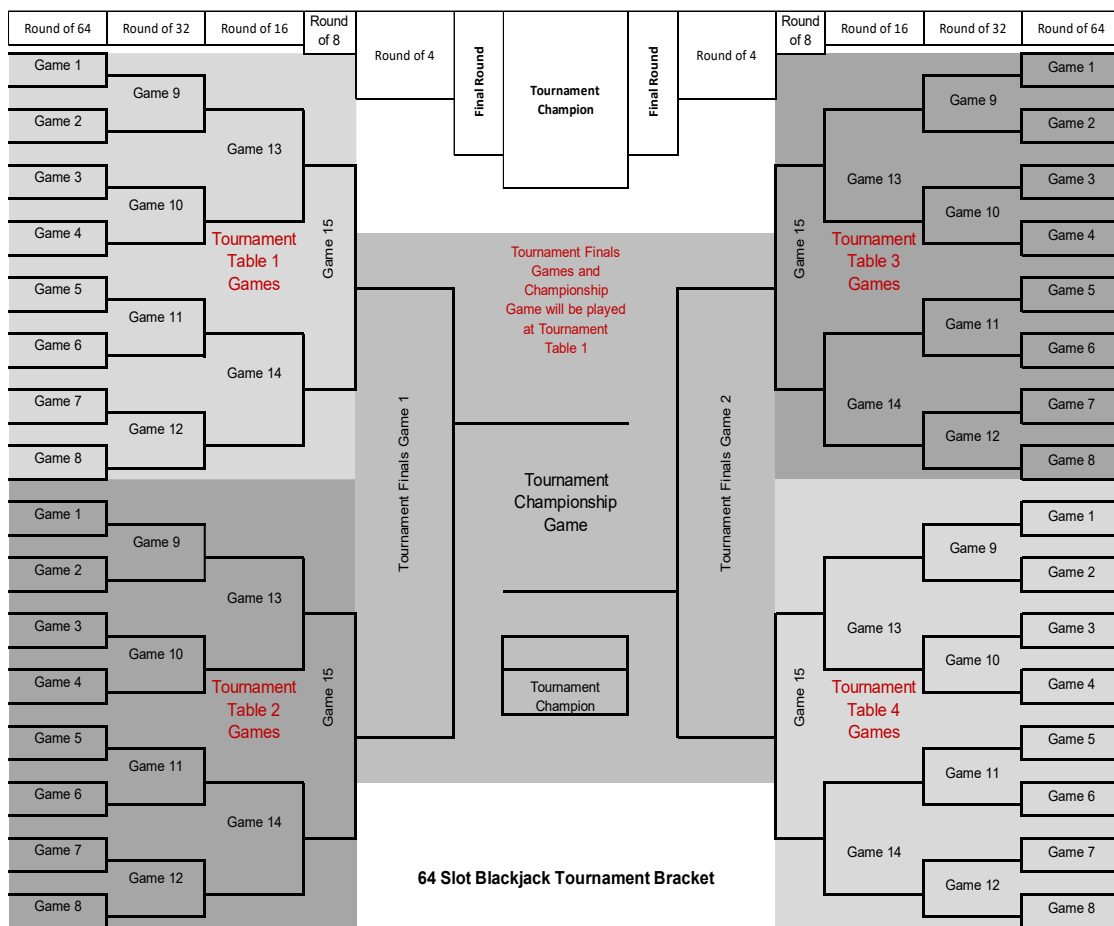 Round of 64
Round of 32
Round of 16
Round
of 8
Round of 4
Final Round
Tournament
Champion
Final Round
Round of 4
Round
of 8
Round of 16
Round of 32
Round of 64
Game 1
Game 2
Game 3
Game 4
Game 5
Game 6
Game 7
Game 8
Game 9
Game 10
Game 11
Game 12
Game 13
Game 14
Tournament
Table 1
Games
Game 15
Game 1
Game 2
Game 3
Game 4
Game 5
Game 6
Game 7
Game 8
Game 9
Game 10
Game 11
Game 12
Game 13
Game 14
Tournament
Table 2
Games
Game 15
Tournament Finals Game 1
Tournament Finals
Games and
Championship
Game will be played
at Tournament
Table 1
Tournament
Championship
Game
Tournament
Champion
Tournament Finals Game 2
Game 15
Tournament
Table 3
Games
Game 13
Game 14
Game 9
Game 10
Game 11
Game 12
Game 1
Game 2
Game 3
Game 4
Game 5
Game 6
Game 7
Game 8
Game 15
Tournament
Table 4
Games
Game 13
Game 14
Game 9
Game 10
Game 11
Game 12
Game 1
Game 2
Game 3
Game 4
Game 5
Game 6
Game 7
Game 8
64 Slot Blackjack Tournament Bracket